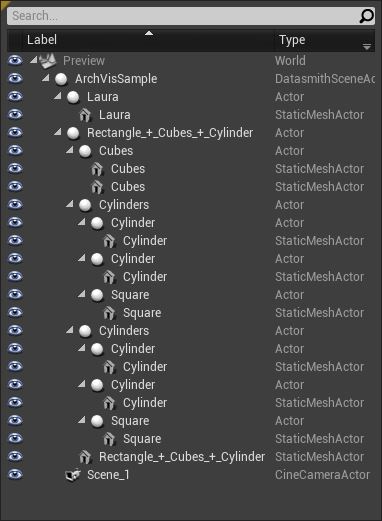 Search...
Label Type
Preview World
ArchVisSample DatasmithSceneAc
Laura Actor
Laura StaticMeshActor
Rectangle_+_Cubes_+_Cylinder Actor
Cubes Actor
Cubes StaticMeshActor
Cubes StaticMeshActor
Cylinders Actor
Cylinder Actor
Cylinder StaticMeshActor
Cylinder Actor
Cylinder StaticMeshActor
Square Actor
Square StaticMeshActor
Cylinders Actor
Cylinder Actor
Cylinder StaticMeshActor
Cylinder Actor
Cylinder StaticMeshActor
Square Actor
Square StaticMeshActor
Rectangle_+_Cubes_+_Cylinder StaticMeshActor
Scene_1 CineCameraActor